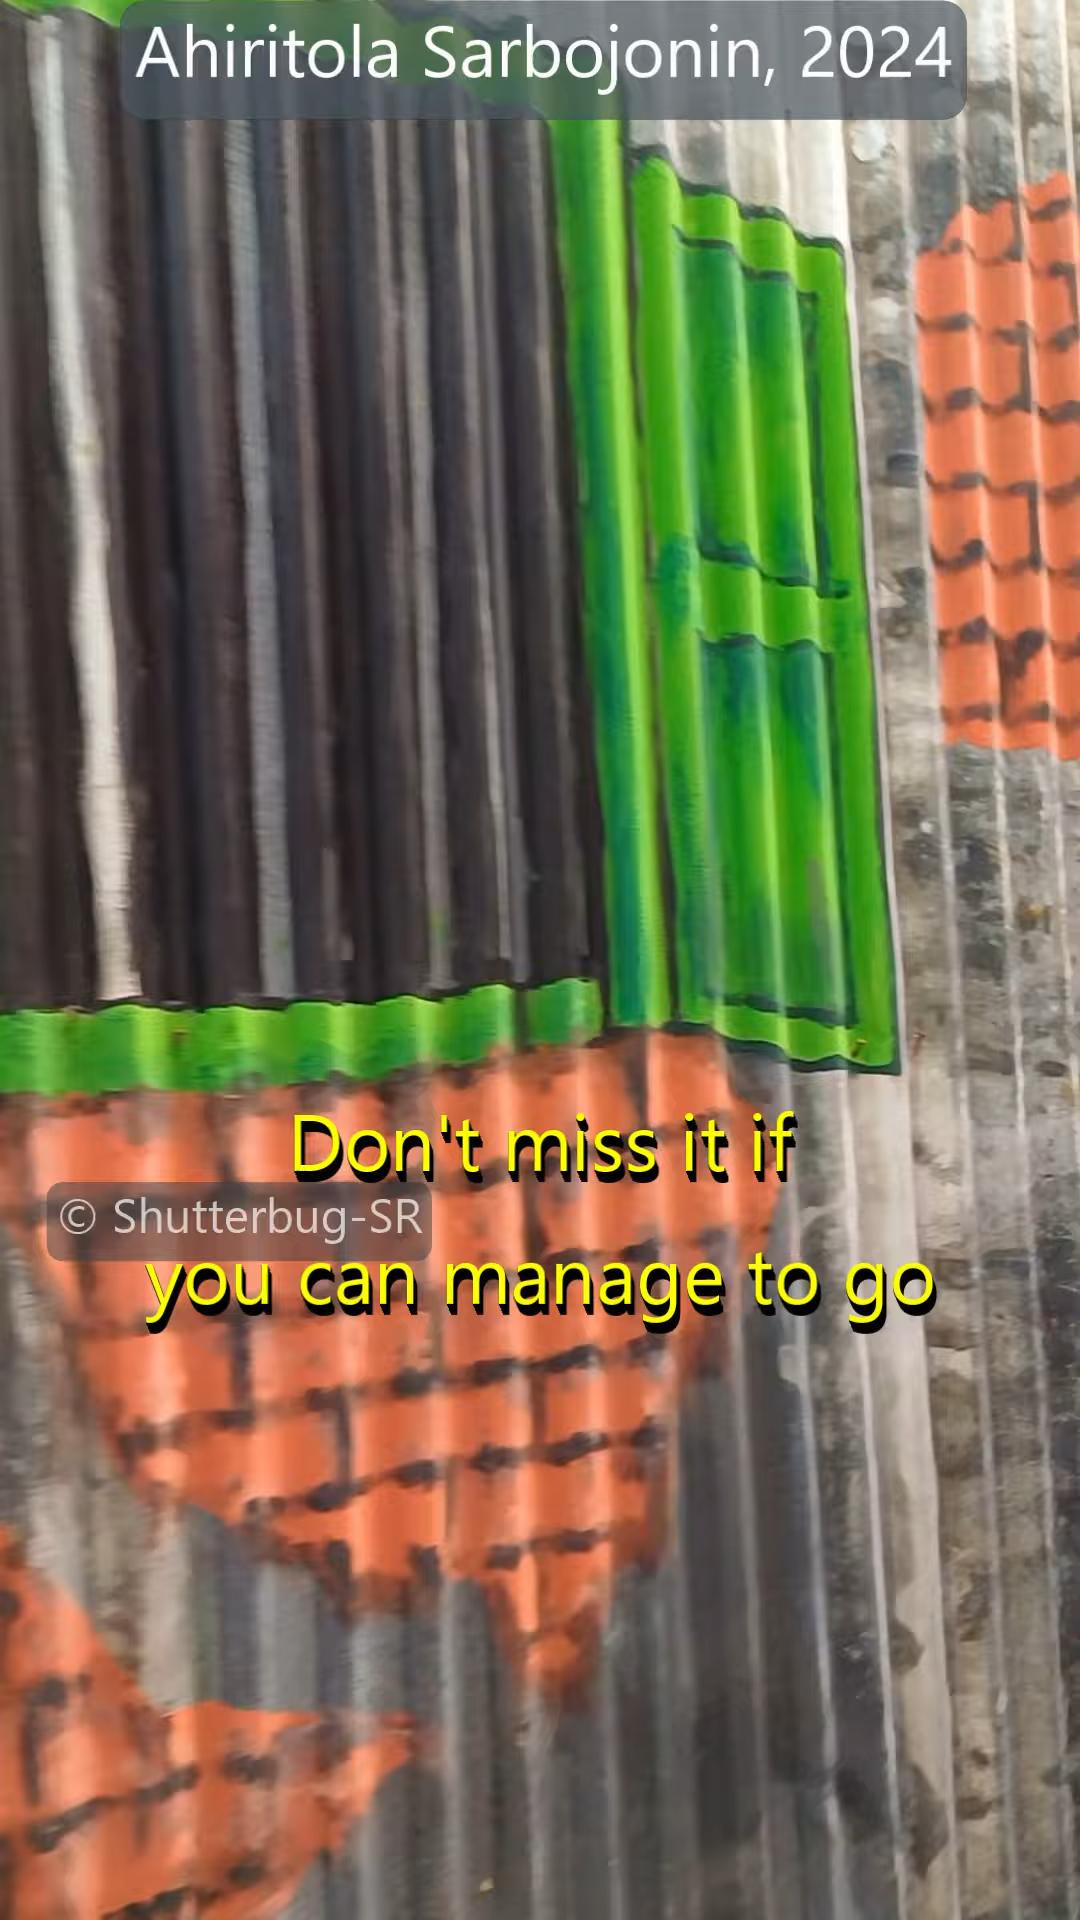 Ahiritola Sarbojonin, 2024
Don't miss it if
© Shutterbug-SR
you can manage to go